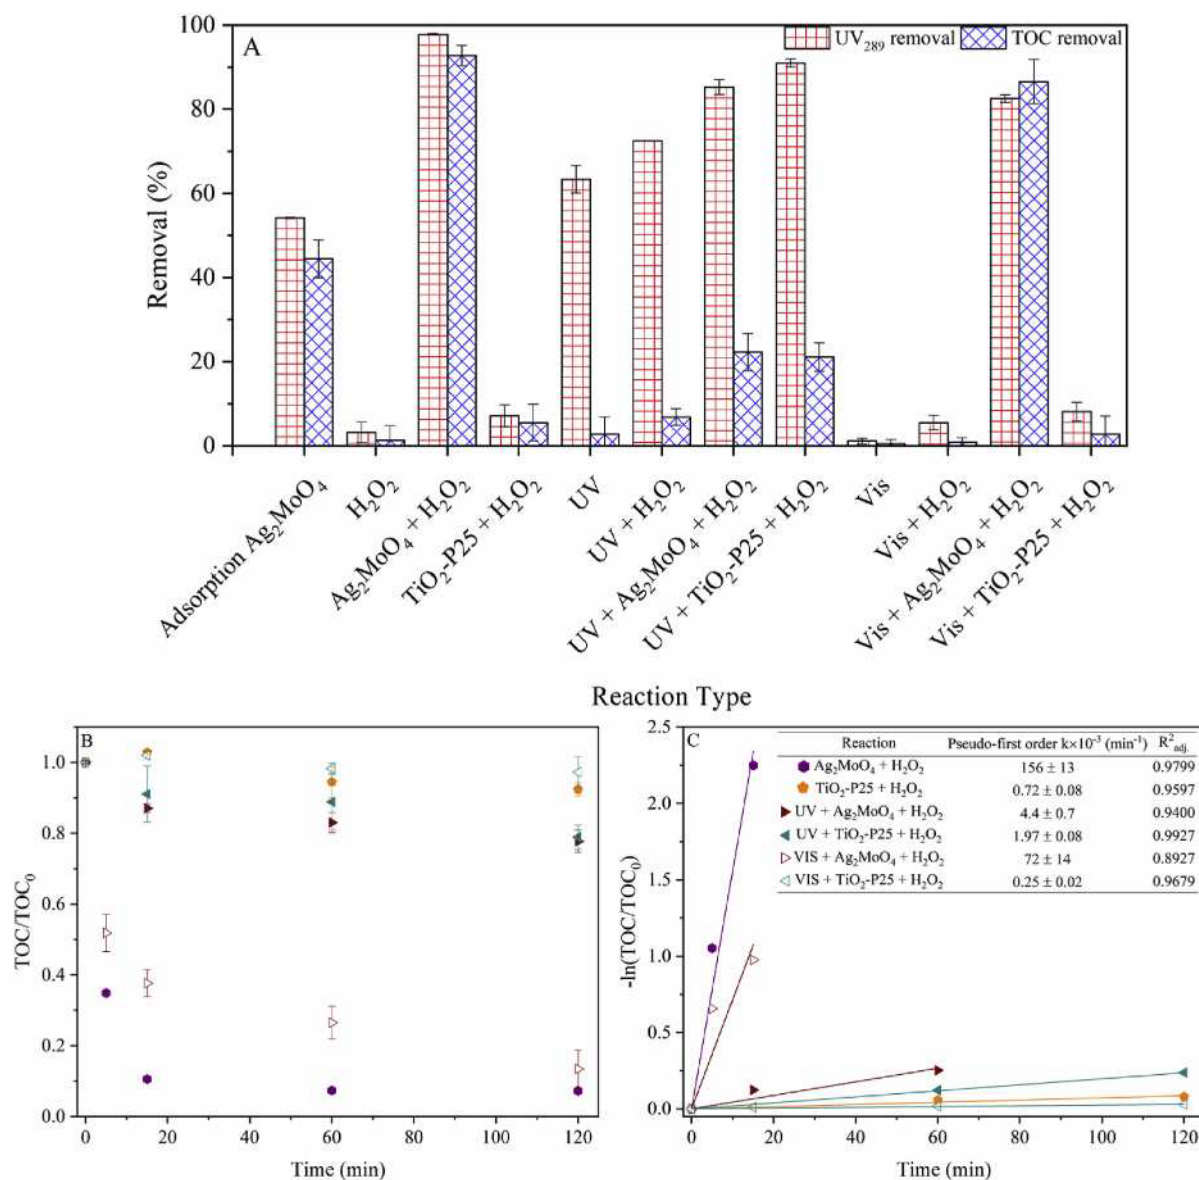 A
UV₂₈₉ removal TOC removal
Removal (%)
100
80
60
40
20
0
Adsorption Ag₂MoO₄
H₂O₂
Ag₂MoO₄ + H₂O₂
TiO₂-P25 + H₂O₂
UV
UV + H₂O₂
UV + Ag₂MoO₄ + H₂O₂
UV + TiO₂-P25 + H₂O₂
Vis
Vis + H₂O₂
Vis + Ag₂MoO₄ + H₂O₂
Vis + TiO₂-P25 + H₂O₂
Reaction Type
B
TOC/TOC₀
1.0
0.8
0.6
0.4
0.2
0.0
0 20 40 60 80 100 120
Time (min)
C
-ln(TOC/TOC₀)
2.5
2.0
1.5
1.0
0.5
0.0
Reaction Pseudo-first order k×10⁻³ (min⁻¹) R²adj.
Ag₂MoO₄ + H₂O₂ 156 ± 13 0.9799
TiO₂-P25 + H₂O₂ 0.72 ± 0.08 0.9597
UV + Ag₂MoO₄ + H₂O₂ 4.4 ± 0.7 0.9400
UV + TiO₂-P25 + H₂O₂ 1.97 ± 0.08 0.9927
VIS + Ag₂MoO₄ + H₂O₂ 72 ± 14 0.8927
VIS + TiO₂-P25 + H₂O₂ 0.25 ± 0.02 0.9679
0 20 40 60 80 100 120
Time (min)